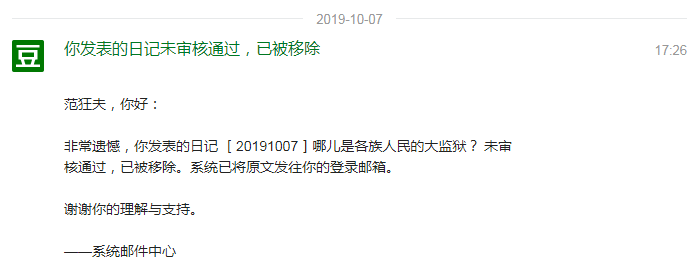 2019-10-07
豆 你发表的日记未审核通过，已被移除 17:26
范狂夫，你好：
非常遗憾，你发表的日记 [ 20191007 ] 哪儿是各族人民的大监狱？ 未审
核通过，已被移除。系统已将原文发往你的登录邮箱。
谢谢你的理解与支持。
——系统邮件中心